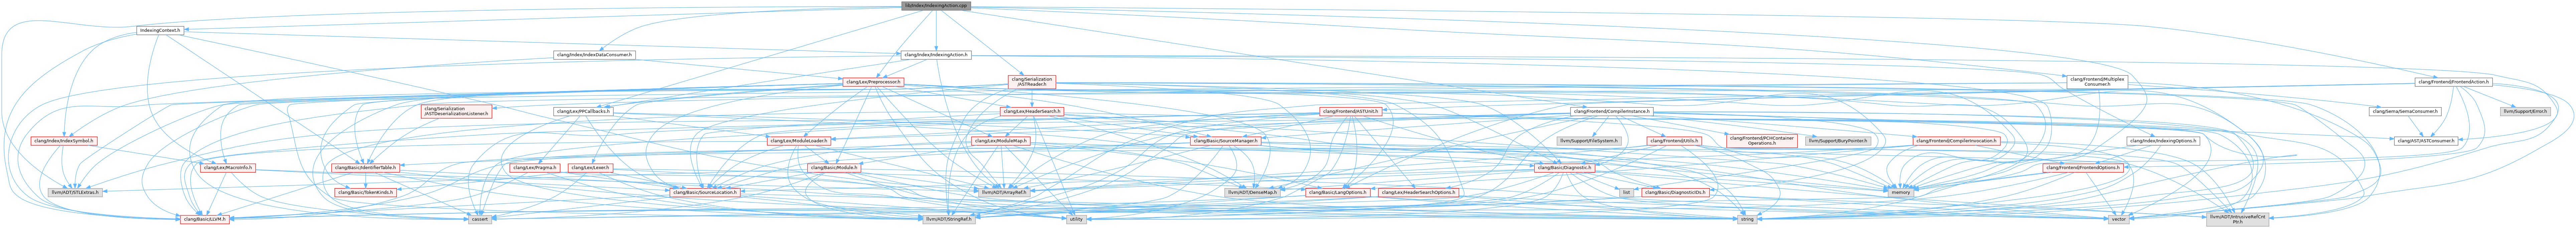 lib/Index/IndexingAction.cpp
IndexingContext.h
clang/Index/IndexDataConsumer.h
clang/Index/IndexingAction.h
clang/Lex/Preprocessor.h
clang/Serialization
/ASTReader.h
clang/Frontend/Multiplex
Consumer.h
clang/Frontend/FrontendAction.h
clang/Serialization
/ASTDeserializationListener.h
clang/Lex/PPCallbacks.h
clang/Lex/HeaderSearch.h
clang/Frontend/ASTUnit.h
clang/Frontend/CompilerInstance.h
clang/Sema/SemaConsumer.h
llvm/Support/Error.h
clang/Index/IndexSymbol.h
clang/Lex/ModuleLoader.h
clang/Lex/ModuleMap.h
clang/Basic/SourceManager.h
llvm/Support/FileSystem.h
clang/Frontend/Utils.h
clang/Frontend/PCHContainer
Operations.h
llvm/Support/BuryPointer.h
clang/Frontend/CompilerInvocation.h
clang/Index/IndexingOptions.h
clang/AST/ASTConsumer.h
clang/Lex/MacroInfo.h
clang/Basic/IdentifierTable.h
clang/Lex/Pragma.h
clang/Lex/Lexer.h
clang/Basic/Module.h
clang/Basic/Diagnostic.h
clang/Frontend/FrontendOptions.h
llvm/ADT/STLExtras.h
clang/Basic/TokenKinds.h
clang/Basic/SourceLocation.h
llvm/ADT/ArrayRef.h
llvm/ADT/DenseMap.h
clang/Basic/LangOptions.h
clang/Lex/HeaderSearchOptions.h
list
clang/Basic/DiagnosticIDs.h
memory
clang/Basic/LLVM.h
cassert
llvm/ADT/StringRef.h
utility
string
vector
llvm/ADT/IntrusiveRefCnt
Ptr.h